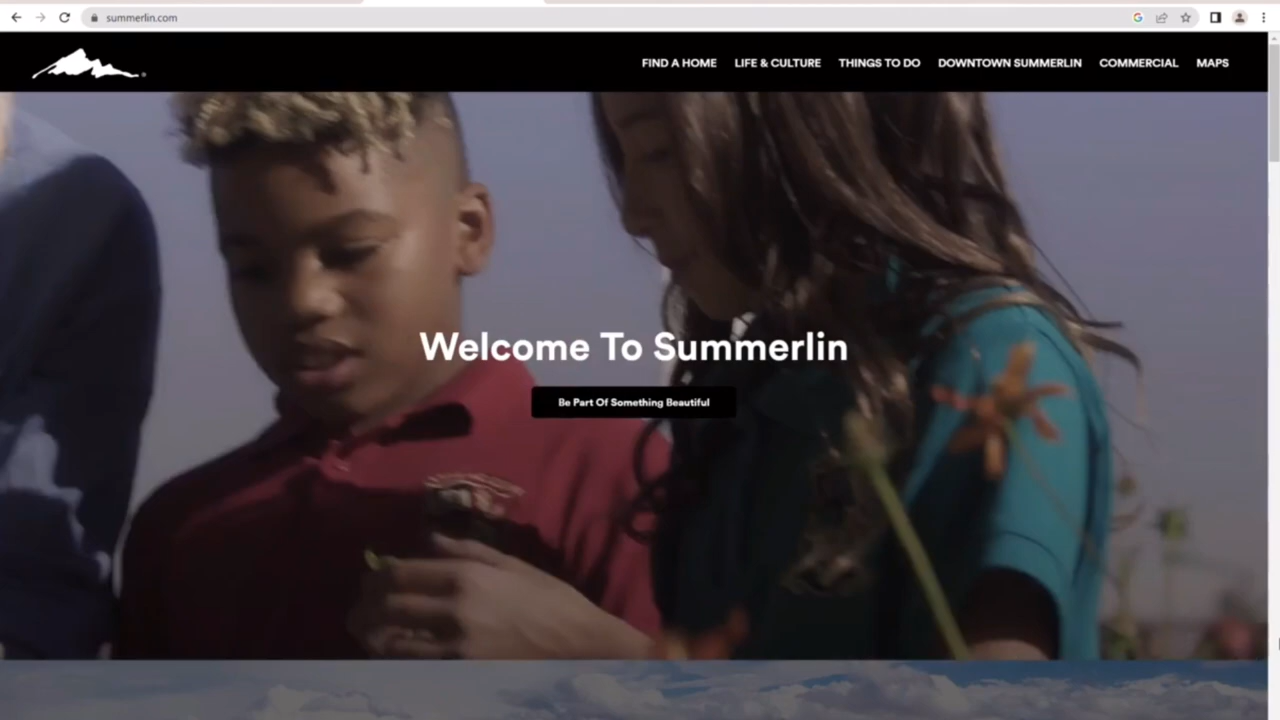 summerlin.com
FIND A HOME LIFE & CULTURE THINGS TO DO DOWNTOWN SUMMERLIN COMMERCIAL MAPS
Welcome To Summerlin
Be Part Of Something Beautiful